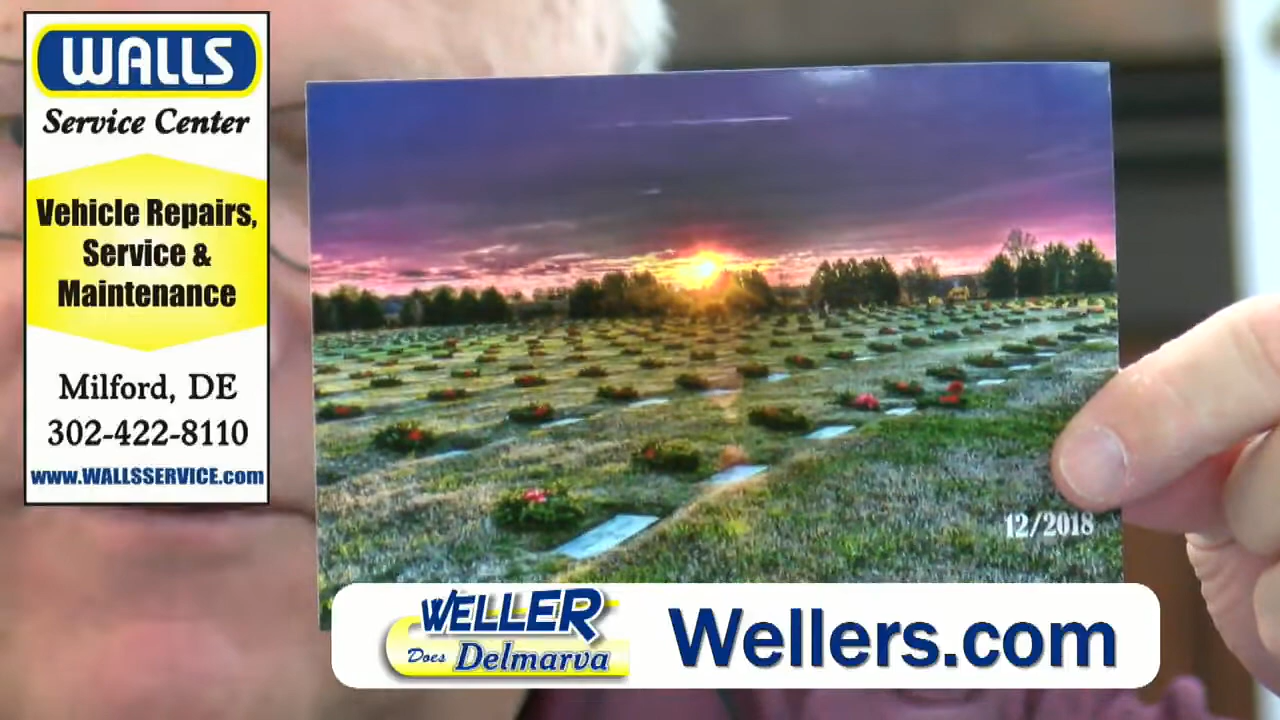 WALLS
Service Center
Vehicle Repairs,
Service &
Maintenance
Milford, DE
302-422-8110
www.WALLSSERVICE.com
12/2018
WELLER
Does Delmarva
Wellers.com